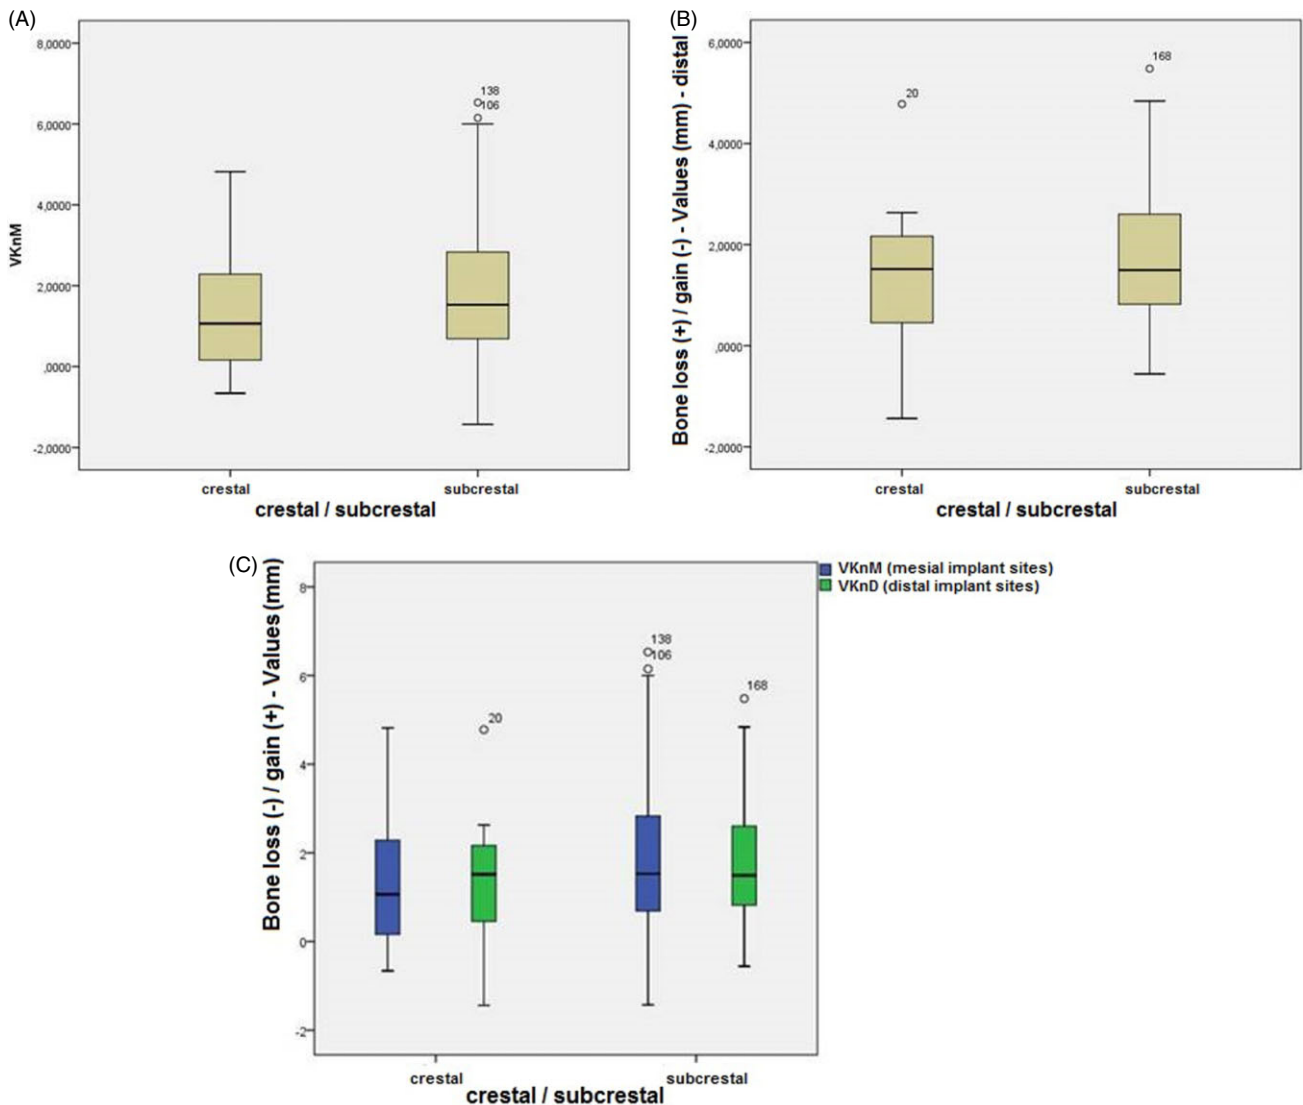 (A)
8,0000
6,0000
4,0000
2,0000
,0000
-2,0000
VKnM
138
106
crestal
subcrestal
crestal / subcrestal
(B)
6,0000
4,0000
2,0000
,0000
-2,0000
Bone loss (+) / gain (-) - Values (mm) - distal
20
168
crestal
subcrestal
crestal / subcrestal
(C)
8
6
4
2
0
-2
Bone loss (-) / gain (+) - Values (mm)
VKnM (mesial implant sites)
VKnD (distal implant sites)
20
138
106
168
crestal
subcrestal
crestal / subcrestal